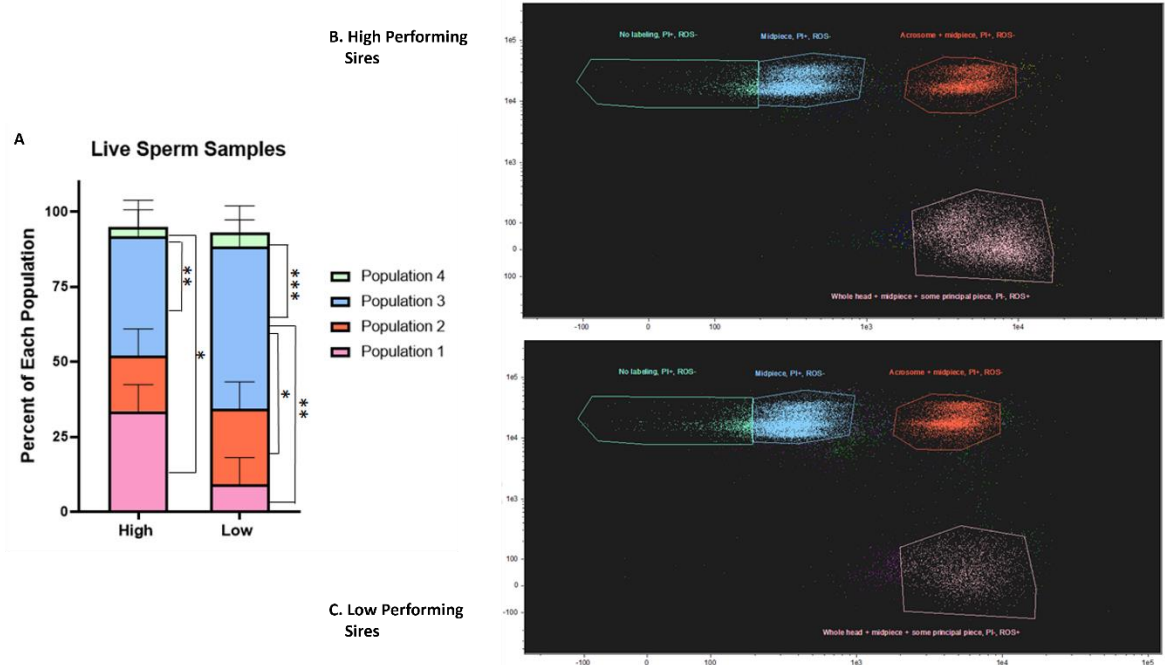 A
Live Sperm Samples
Percent of Each Population
100
75
50
25
0
High
Low
**
*
***
*
**
Population 4
Population 3
Population 2
Population 1
B. High Performing
Sires
No labeling, PI+, ROS-
Midpiece, PI+, ROS-
Acrosome + midpiece, PI+, ROS-
1e5
1e4
1e3
100
0
100
Whole head + midpiece + some principal piece, PI-, ROS+
-100
0
100
1e3
1e4
C. Low Performing
Sires
No labeling, PI+, ROS-
Midpiece, PI+, ROS-
Acrosome + midpiece, PI+, ROS-
1e5
1e4
1e3
100
0
-100
Whole head + midpiece + some principal piece, PI-, ROS+
-100
0
100
1e3
1e4
1e5